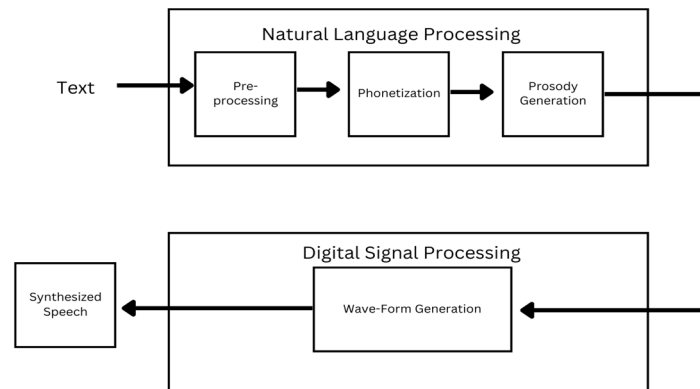 Natural Language Processing
Text
Pre-
processing
Phonetization
Prosody
Generation
Digital Signal Processing
Synthesized
Speech
Wave-Form Generation